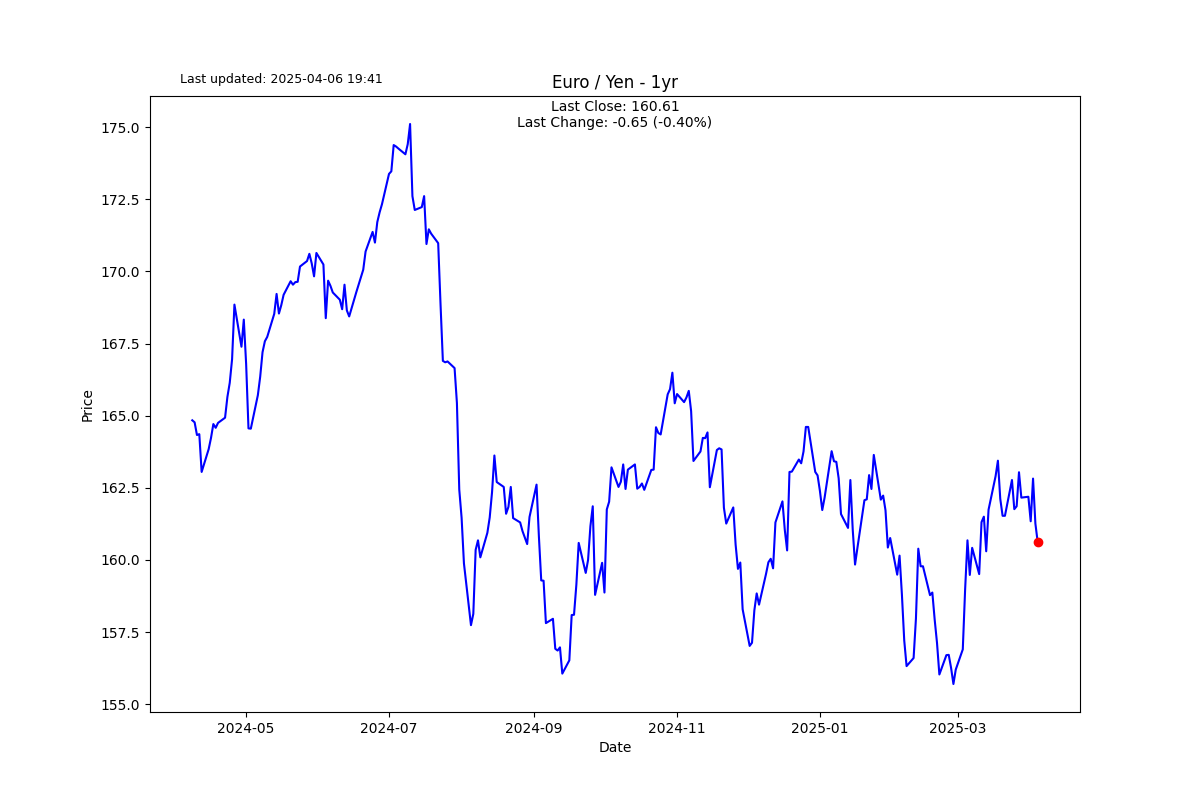 Last updated: 2025-04-06 19:41
Euro / Yen - 1yr
Last Close: 160.61
Last Change: -0.65 (-0.40%)
175.0
172.5
170.0
167.5
165.0
162.5
160.0
157.5
155.0
Price
2024-05
2024-07
2024-09
2024-11
2025-01
2025-03
Date